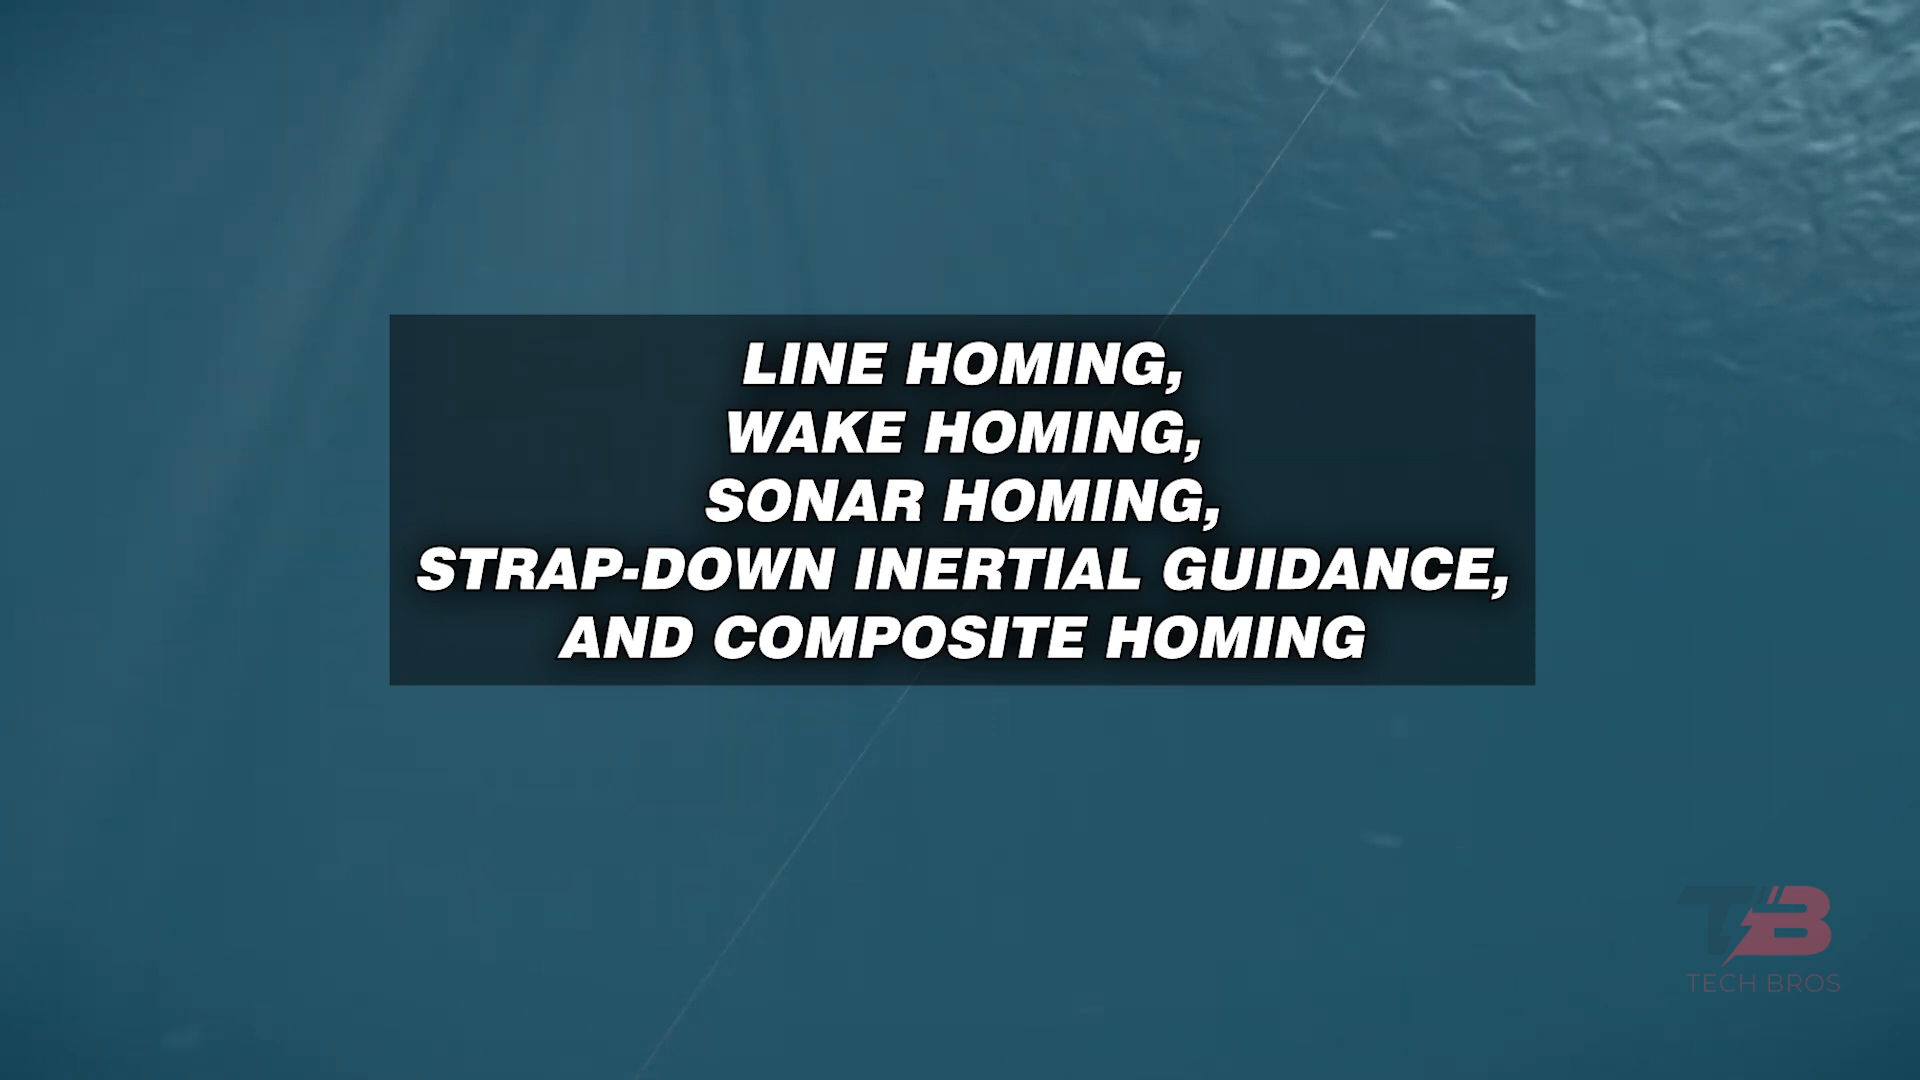 LINE HOMING,
WAKE HOMING,
SONAR HOMING,
STRAP-DOWN INERTIAL GUIDANCE,
AND COMPOSITE HOMING
TB
TECH BROS